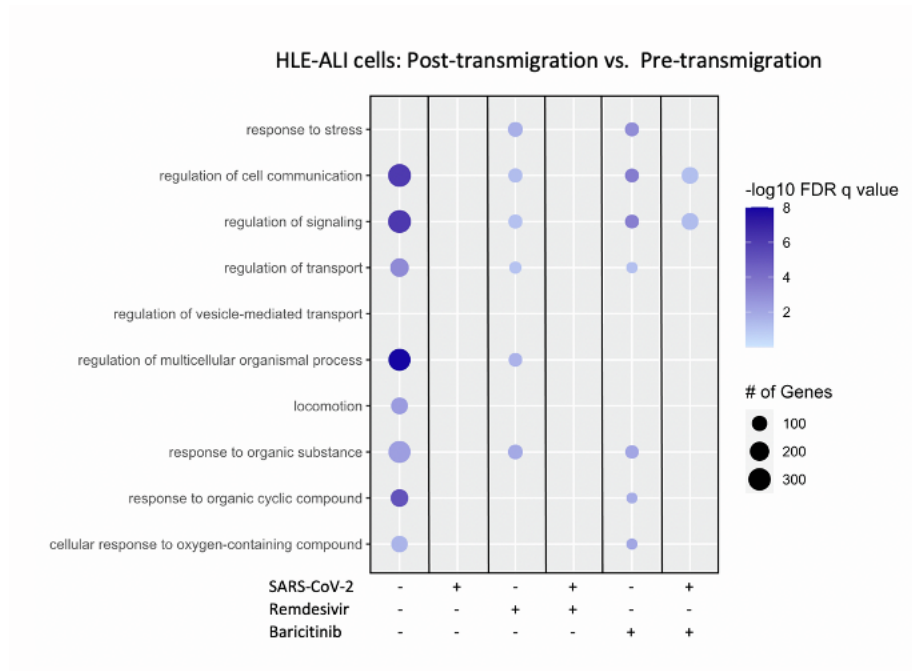 HLE-ALI cells: Post-transmigration vs. Pre-transmigration
response to stress
regulation of cell communication
regulation of signaling
regulation of transport
regulation of vesicle-mediated transport
regulation of multicellular organismal process
locomotion
response to organic substance
response to organic cyclic compound
cellular response to oxygen-containing compound
-log10 FDR q value
8
6
4
2
# of Genes
100
200
300
SARS-CoV-2 - + - + - +
Remdesivir - - + + - -
Baricitinib - - - - + +